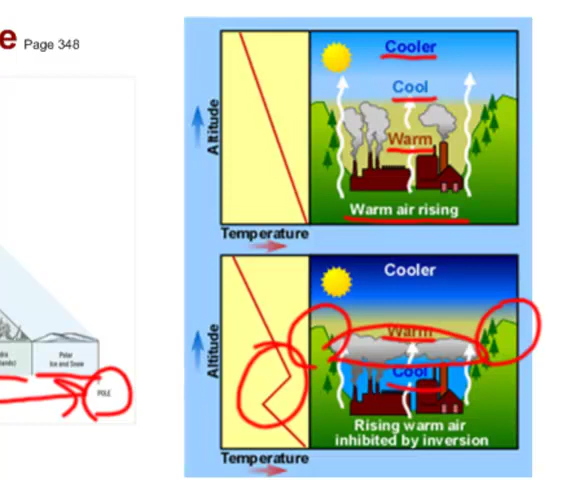 e Page 348
Altitude
Cooler
Cool
Warm
Warm air rising
Temperature
Altitude
Cooler
Warm
Cool
Rising warm air
inhibited by inversion
Temperature
Polar
Ice and Snow
POLE